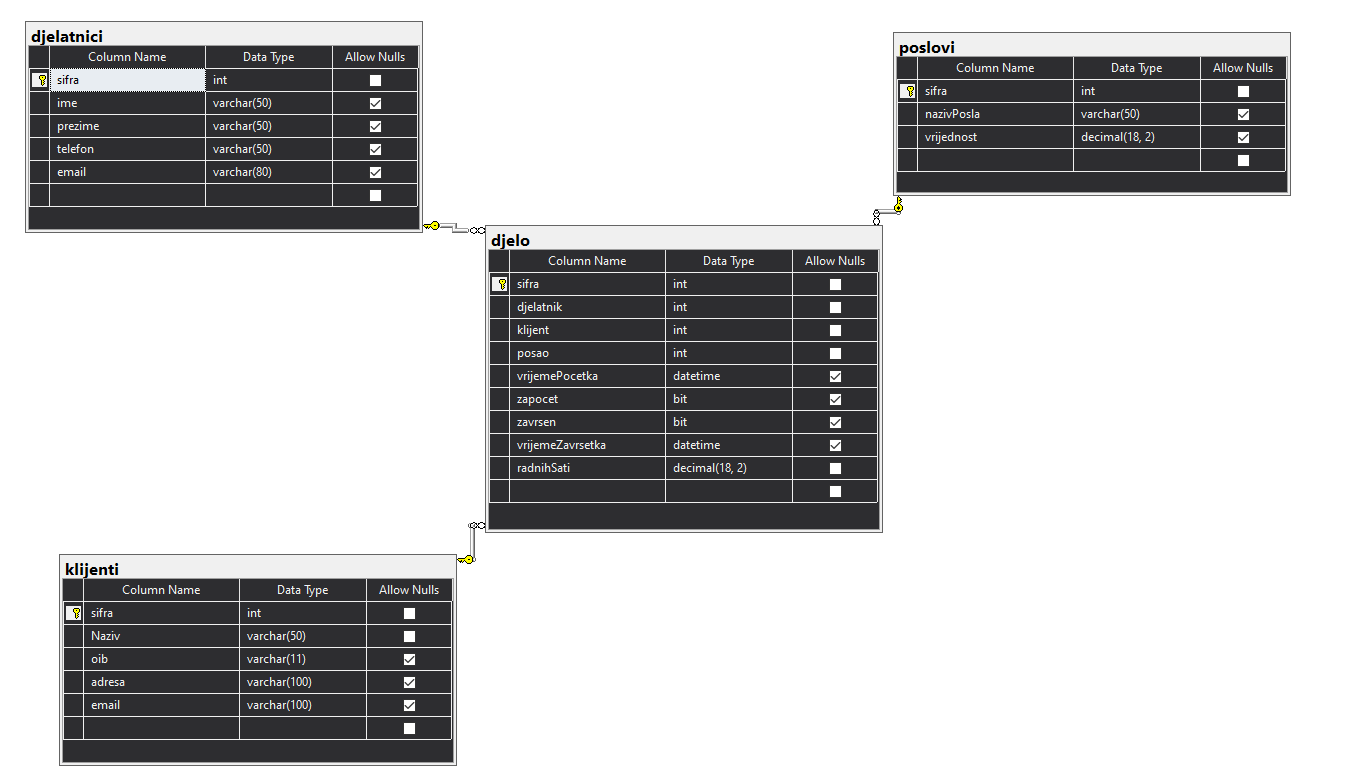 djelatnici
Column Name Data Type Allow Nulls
sifra int
ime varchar(50)
prezime varchar(50)
telefon varchar(50)
email varchar(80)
poslovi
Column Name Data Type Allow Nulls
sifra int
nazivPosla varchar(50)
vrijednost decimal(18, 2)
djelo
Column Name Data Type Allow Nulls
sifra int
djelatnik int
klijent int
posao int
vrijemePocetka datetime
zapocet bit
zavrsen bit
vrijemeZavrsetka datetime
radnihSati decimal(18, 2)
klijenti
Column Name Data Type Allow Nulls
sifra int
Naziv varchar(50)
oib varchar(11)
adresa varchar(100)
email varchar(100)